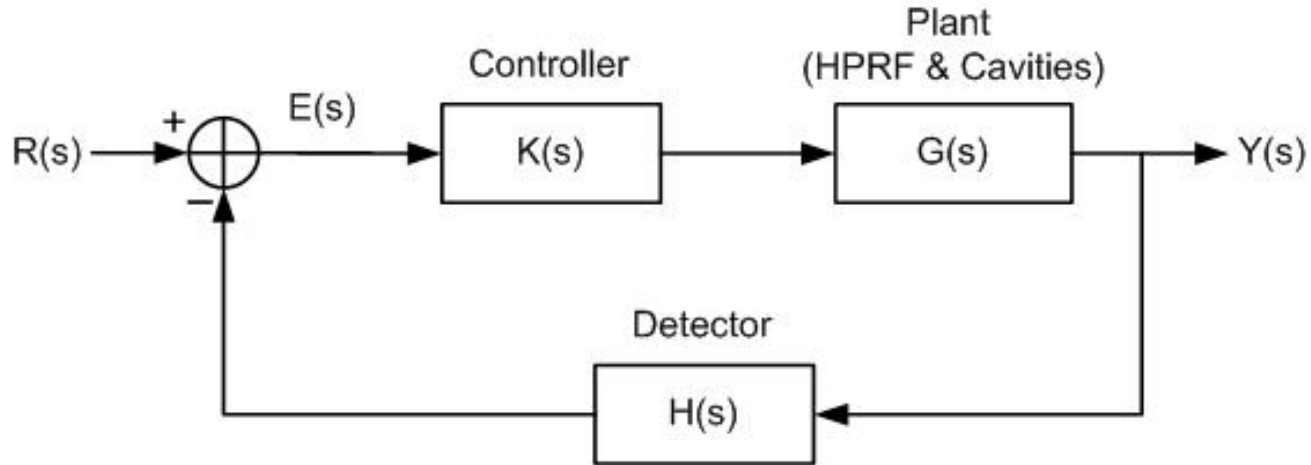 Plant
Controller (HPRF & Cavities)
R(s) + E(s) K(s) G(s) Y(s)
−
Detector
H(s)